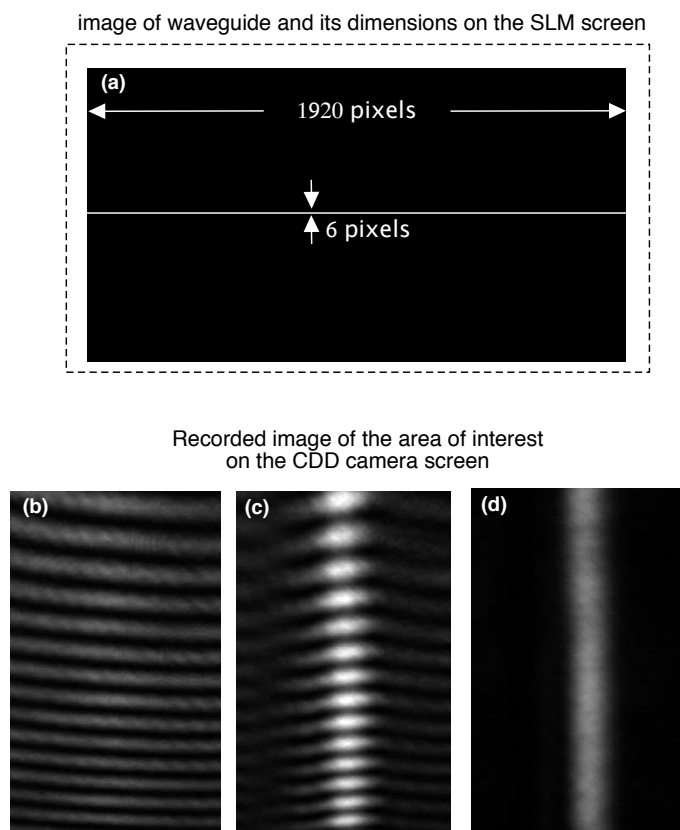 image of waveguide and its dimensions on the SLM screen
(a)
1920 pixels
6 pixels
Recorded image of the area of interest
on the CDD camera screen
(b)
(c)
(d)